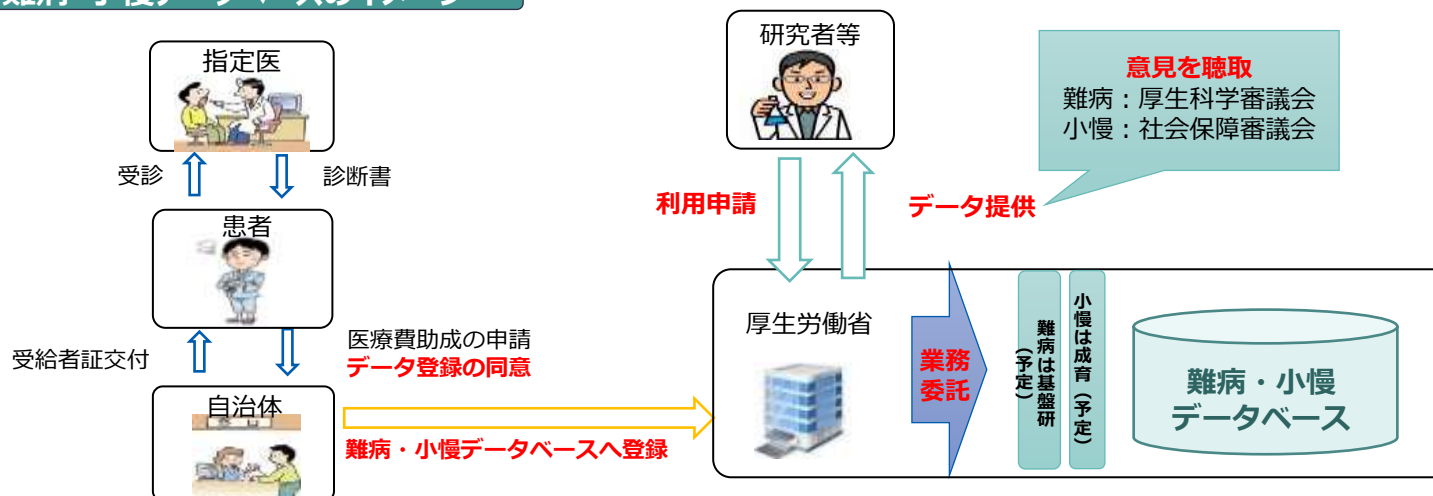 指定医
受診
診断書
患者
受給者証交付
医療費助成の申請
データ登録の同意
自治体
難病・小慢データベースへ登録
研究者等
意見を聴取
難病：厚生科学審議会
小慢：社会保障審議会
利用申請
データ提供
厚生労働省
業務
委託
小慢は成育（予定）
難病は基盤研
（予定）
難病・小慢
データベース